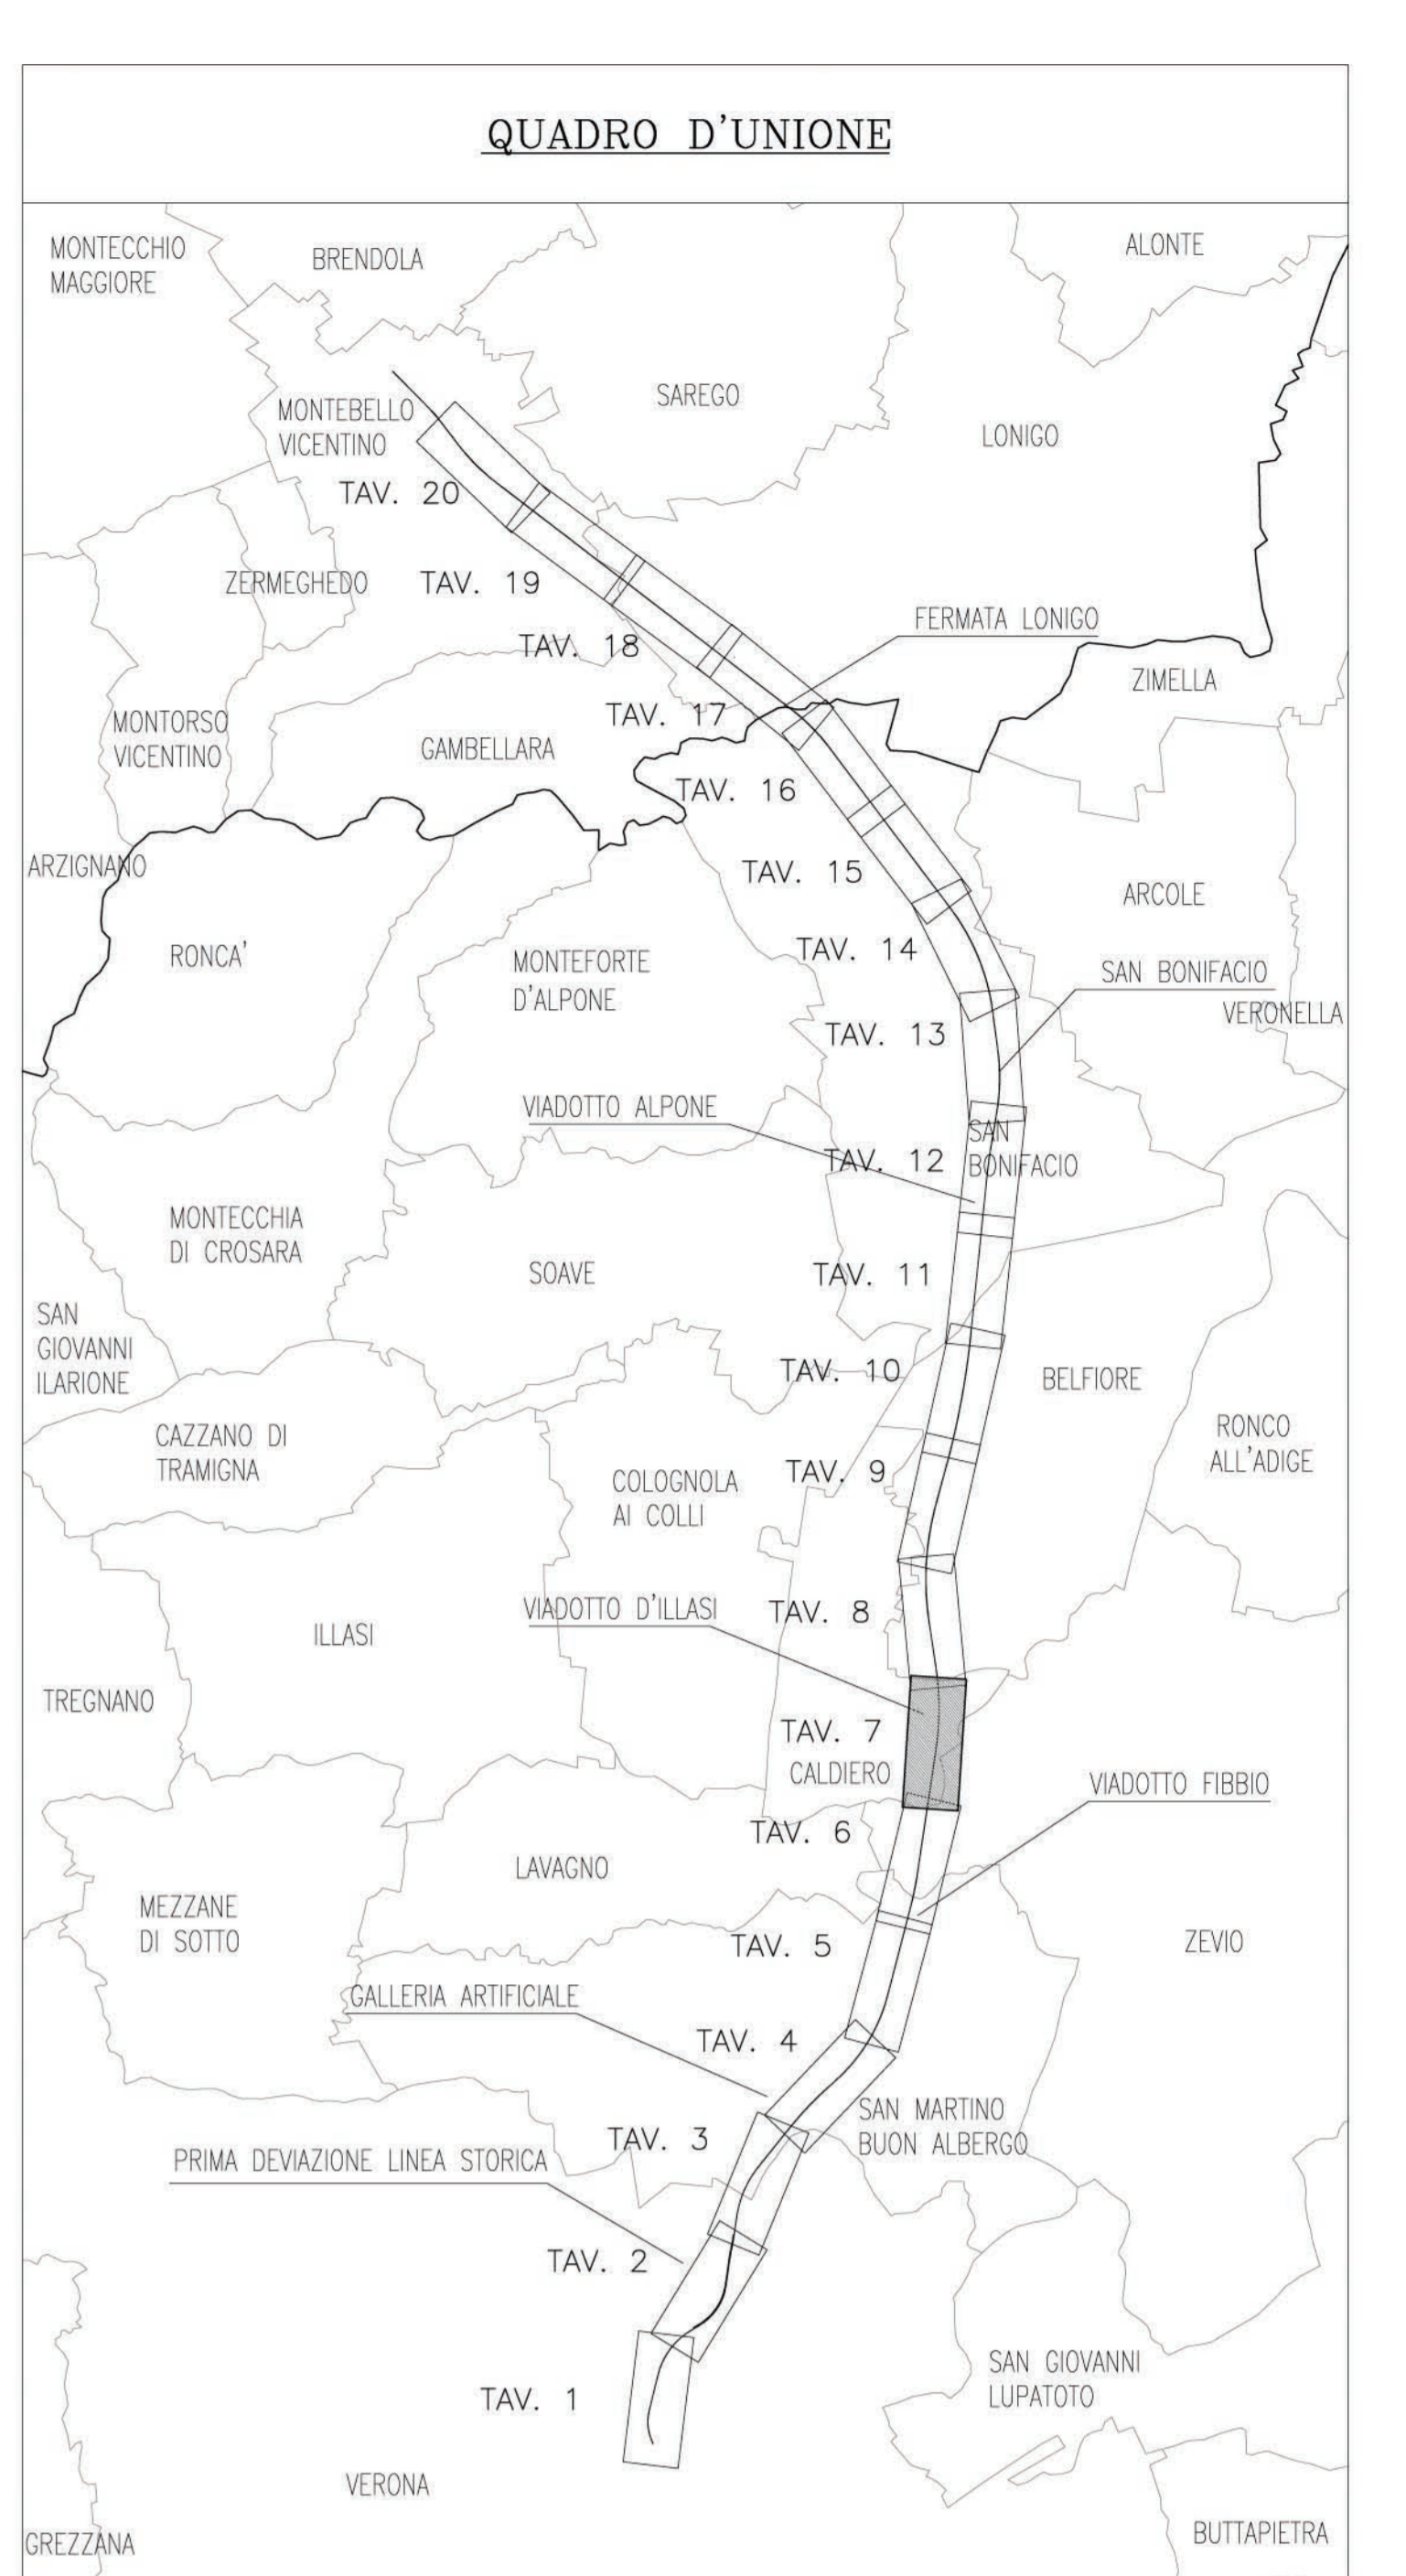 QUADRO D'UNIONE
MONTECCHIO
MAGGIORE
BRENDOLA
ALONTE
SAREGO
MONTEBELLO
VICENTINO
LONIGO
TAV. 20
ZERMEGHEDO
TAV. 19
FERMATA LONIGO
TAV. 18
ZIMELLA
TAV. 17
MONTORSO
VICENTINO
GAMBELLARA
TAV. 16
ARZIGNANO
TAV. 15
ARCOLE
RONCA'
MONTEFORTE
D'ALPONE
TAV. 14
SAN BONIFACIO
VERONELLA
TAV. 13
VIADOTTO ALPONE
SAN
BONIFACIO
TAV. 12
MONTECCHIA
DI CROSARA
SOAVE
TAV. 11
SAN
GIOVANNI
ILARIONE
TAV. 10
BELFIORE
CAZZANO DI
TRAMIGNA
RONCO
ALL'ADIGE
COLOGNOLA
AI COLLI
TAV. 9
VIADOTTO D'ILLASI
TAV. 8
ILLASI
TREGNANO
TAV. 7
CALDIERO
VIADOTTO FIBBIO
TAV. 6
LAVAGNO
MEZZANE
DI SOTTO
TAV. 5
ZEVIO
GALLERIA ARTIFICIALE
TAV. 4
SAN MARTINO
BUON ALBERGO
TAV. 3
PRIMA DEVIAZIONE LINEA STORICA
TAV. 2
SAN GIOVANNI
LUPATOTO
TAV. 1
VERONA
BUTTAPIETRA
GREZZANA